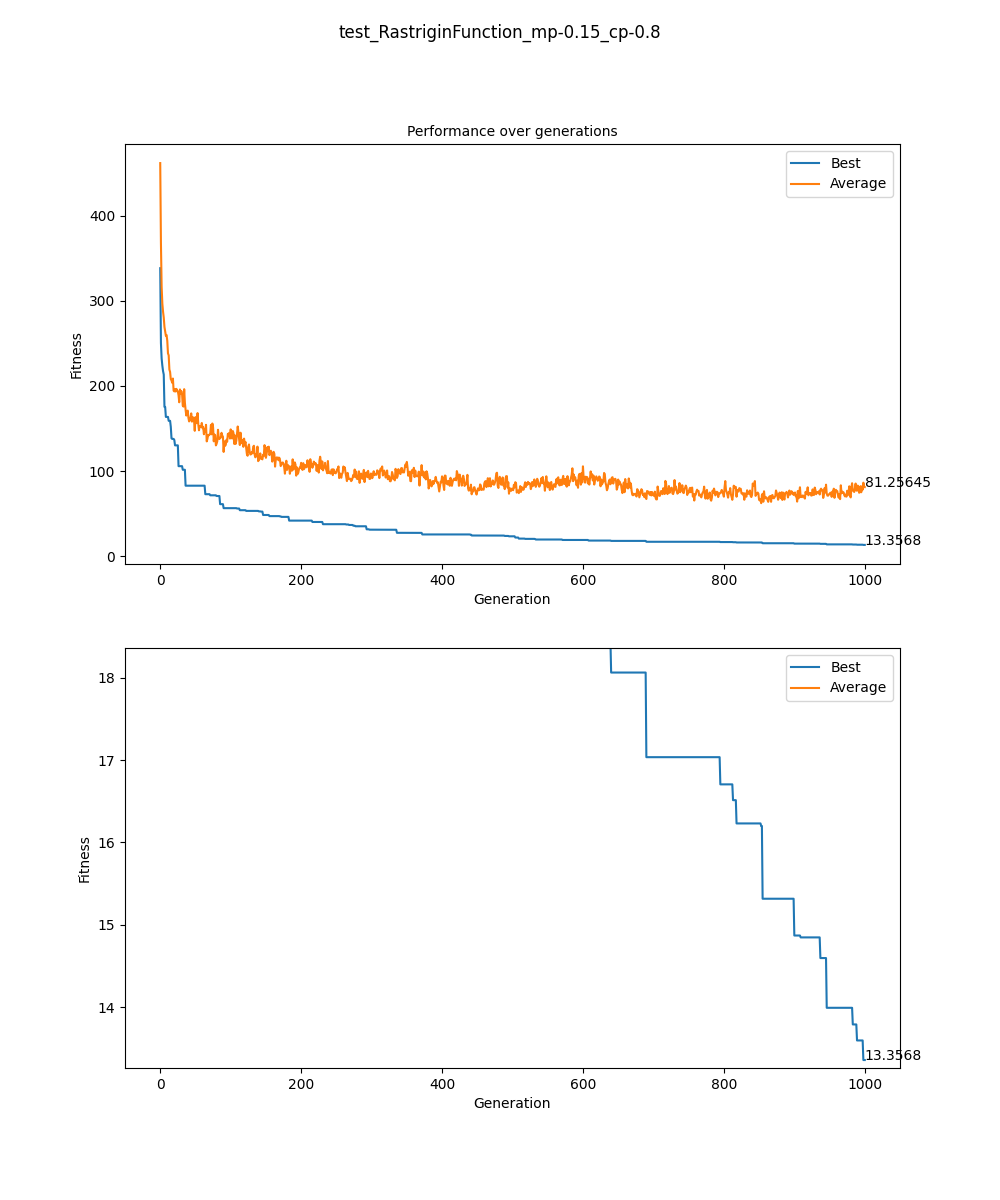 test_RastriginFunction_mp-0.15_cp-0.8
Performance over generations
Best
Average
Fitness
400
300
200
100
0
81.25645
13.3568
0 200 400 600 800 1000
Generation
Best
Average
Fitness
18
17
16
15
14
13.3568
0 200 400 600 800 1000
Generation